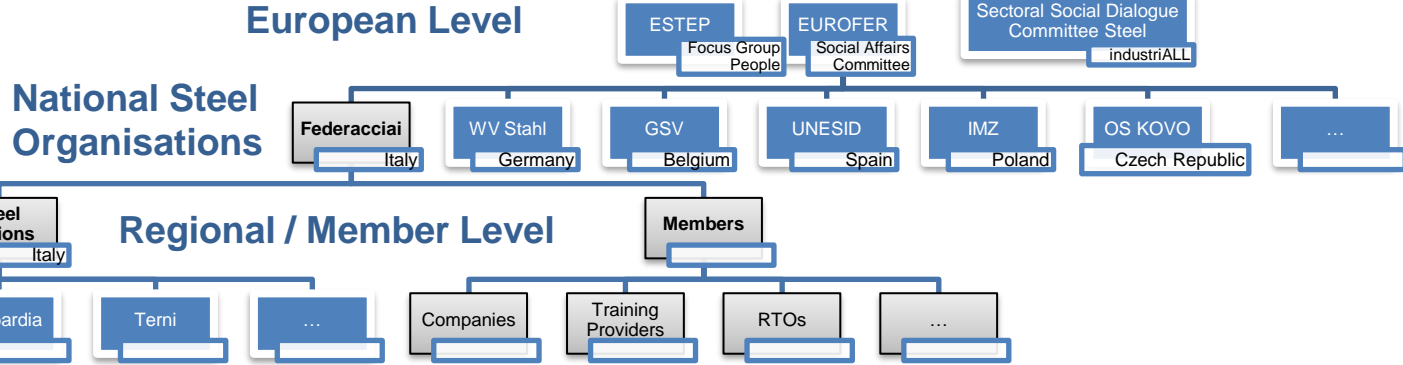 European Level
ESTEP
Focus Group
People
EUROFER
Social Affairs
Committee
Sectoral Social Dialogue
Committee Steel
industriALL
National Steel
Organisations
Federacciai
Italy
WV Stahl
Germany
GSV
Belgium
UNESID
Spain
IMZ
Poland
OS KOVO
Czech Republic
…
Regional / Member Level
Italy
Members
Terni
…
Companies
Training
Providers
RTOs
…